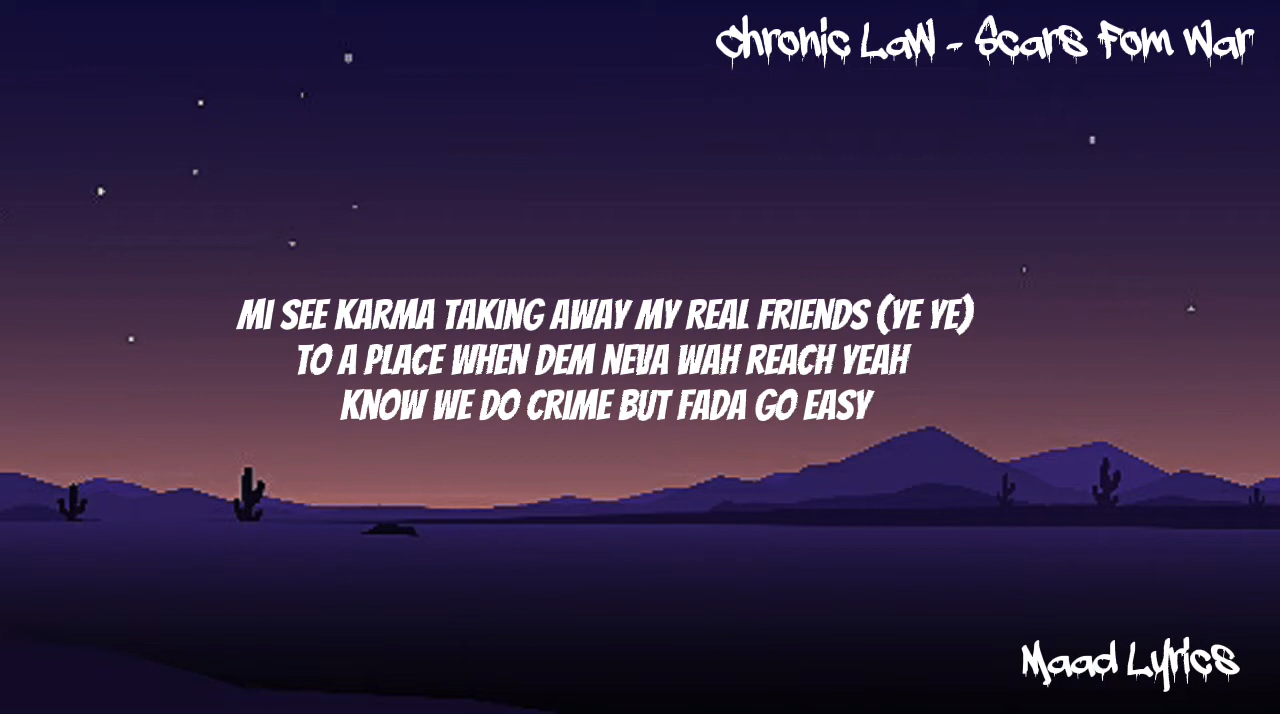 Chronic Law - Scars Fom War
MI SEE KARMA TAKING AWAY MY REAL FRIENDS (YE YE)
TO A PLACE WHEN DEM NEVA WAH REACH YEAH
KNOW WE DO CRIME BUT FADA GO EASY
Maad Lyrics